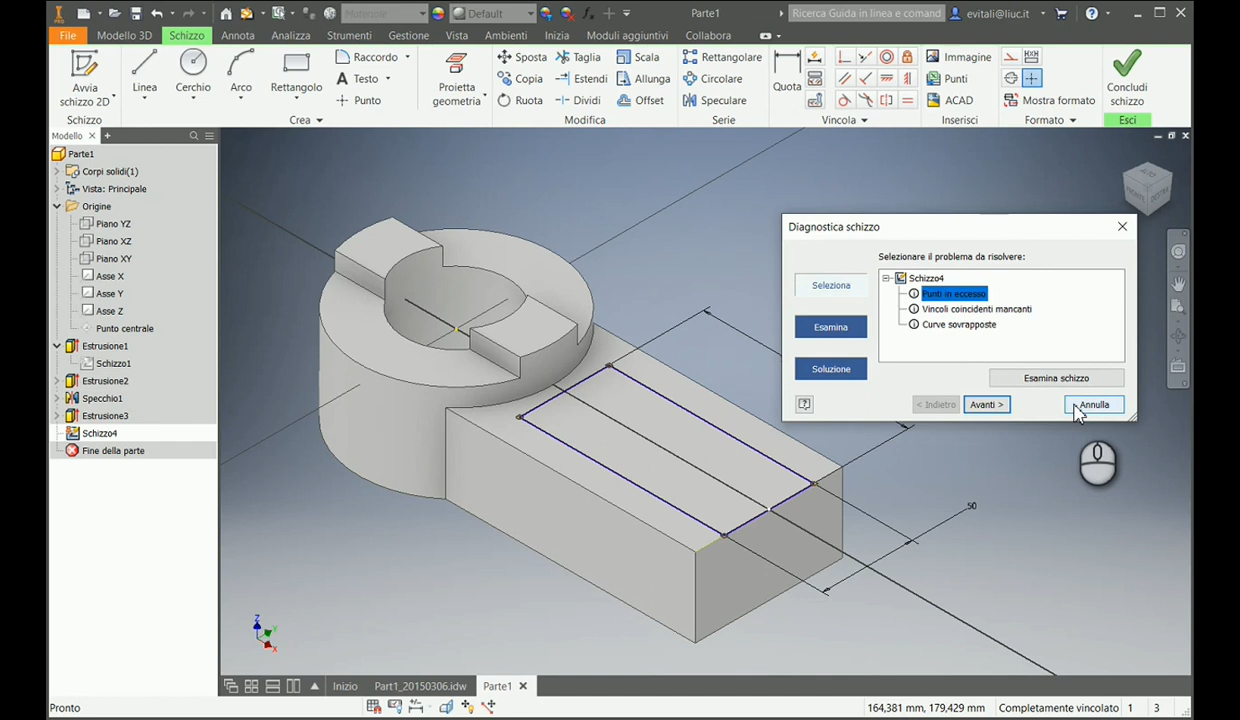 PRO
Materiale
Default
Parte1
Ricerca Guida in linea e comand
evitali@liuc.it
File
Modello 3D
Schizzo
Annota
Analizza
Strumenti
Gestione
Vista
Ambienti
Inizia
Moduli aggiuntivi
Collabora
Avvia
schizzo 2D
Linea
Cerchio
Arco
Rettangolo
Raccordo
Testo
Punto
Proietta
geometria
Sposta
Copia
Ruota
Taglia
Estendi
Dividi
Scala
Allunga
Offset
Rettangolare
Circolare
Speculare
Quota
Immagine
Punti
ACAD
Mostra formato
Concludi
schizzo
Schizzo
Crea
Modifica
Serie
Vincola
Inserisci
Formato
Esci
Modello
Parte1
Corpi solidi(1)
Vista: Principale
Origine
Piano YZ
Piano XZ
Piano XY
Asse X
Asse Y
Asse Z
Punto centrale
Estrusione1
Schizzo1
Estrusione2
Specchio1
Estrusione3
Schizzo4
Fine della parte
Diagnostica schizzo
Selezionare il problema da risolvere:
Seleziona
Esamina
Soluzione
Schizzo4
Punti in eccesso
Vincoli coincidenti mancanti
Curve sovrapposte
Esamina schizzo
< Indietro
Avanti >
Annulla
50
Z
Y
X
Inizio
Part1_20150306.idw
Parte1
Pronto
164,381 mm, 179,429 mm
Completamente vincolato
1
3